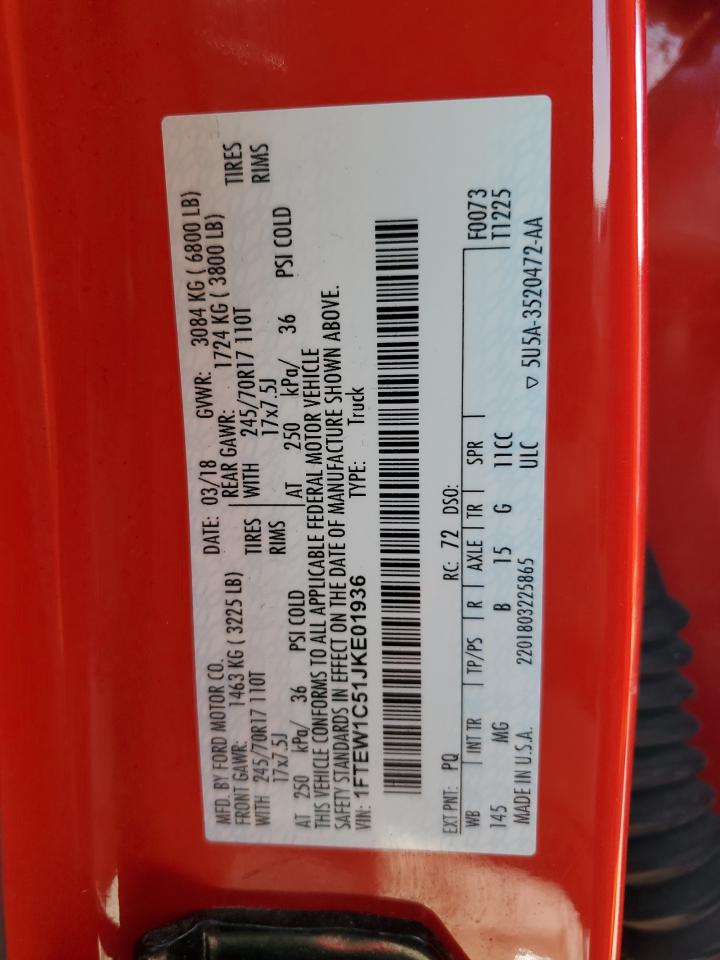 MFD. BY FORD MOTOR CO.
DATE: 03/18 GVWR: 3084 KG ( 6800 LB)
FRONT GAWR: 1463 KG ( 3225 LB) REAR GAWR: 1724 KG ( 3800 LB)
WITH 245/70R17 110T TIRES WITH 245/70R17 110T TIRES
17x7.5J RIMS 17x7.5J RIMS
AT 250 kPa/ 36 PSI COLD AT 250 kPa/ 36 PSI COLD
THIS VEHICLE CONFORMS TO ALL APPLICABLE FEDERAL MOTOR VEHICLE
SAFETY STANDARDS IN EFFECT ON THE DATE OF MANUFACTURE SHOWN ABOVE.
VIN: 1FTEW1C51JKE01936 TYPE: Truck
EXT PNT: PQ RC: 72 DSO: F0073
WB INT TR TP/PS R AXLE TR SPR T1225
145 MG B 15 G 11CC
MADE IN U.S.A. 2201803225865 ULC ▽ 5U5A-3520472-AA